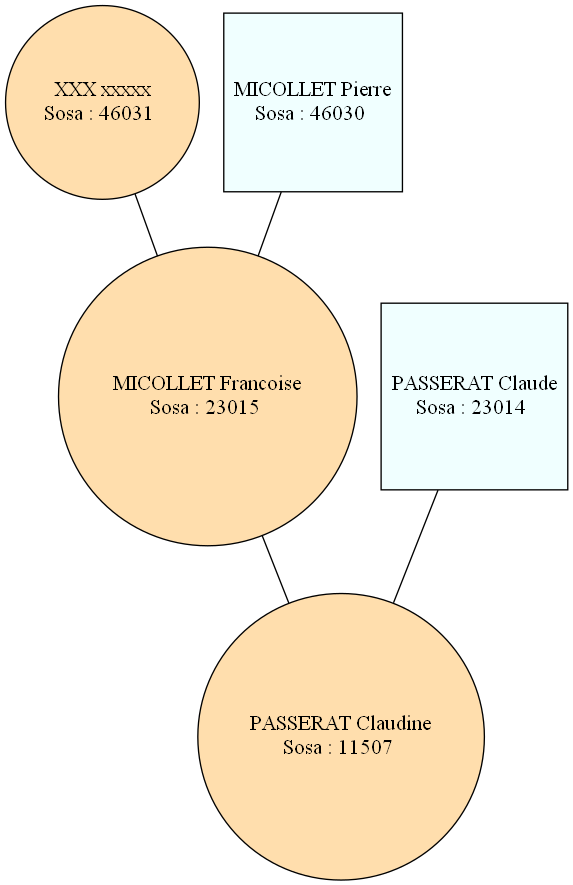 XXX xxxxx
Sosa : 46031
MICOLLET Pierre
Sosa : 46030
MICOLLET Francoise
Sosa : 23015
PASSERAT Claude
Sosa : 23014
PASSERAT Claudine
Sosa : 11507